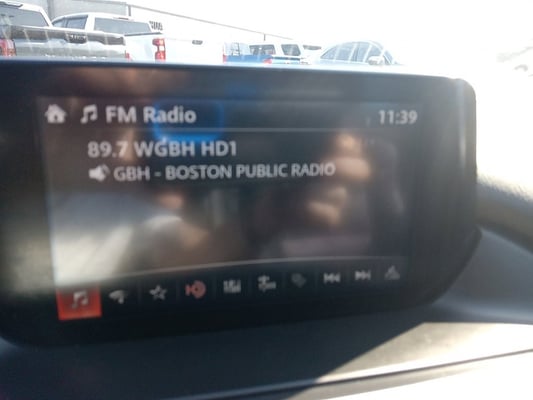 FM Radio 11:39
89.7 WGBH HD1
GBH - BOSTON PUBLIC RADIO